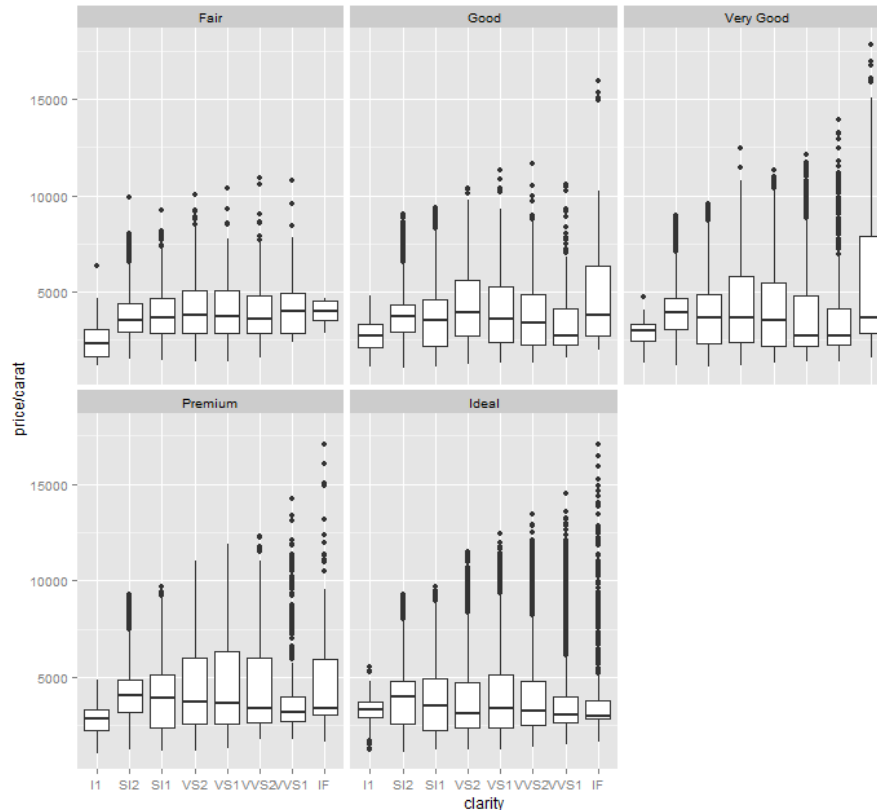 Fair
Good
Very Good
15000
10000
5000
price/carat
Premium
Ideal
15000
10000
5000
I1 SI2 SI1 VS2 VS1 VVS2 VVS1 IF
I1 SI2 SI1 VS2 VS1 VVS2 VVS1 IF
clarity